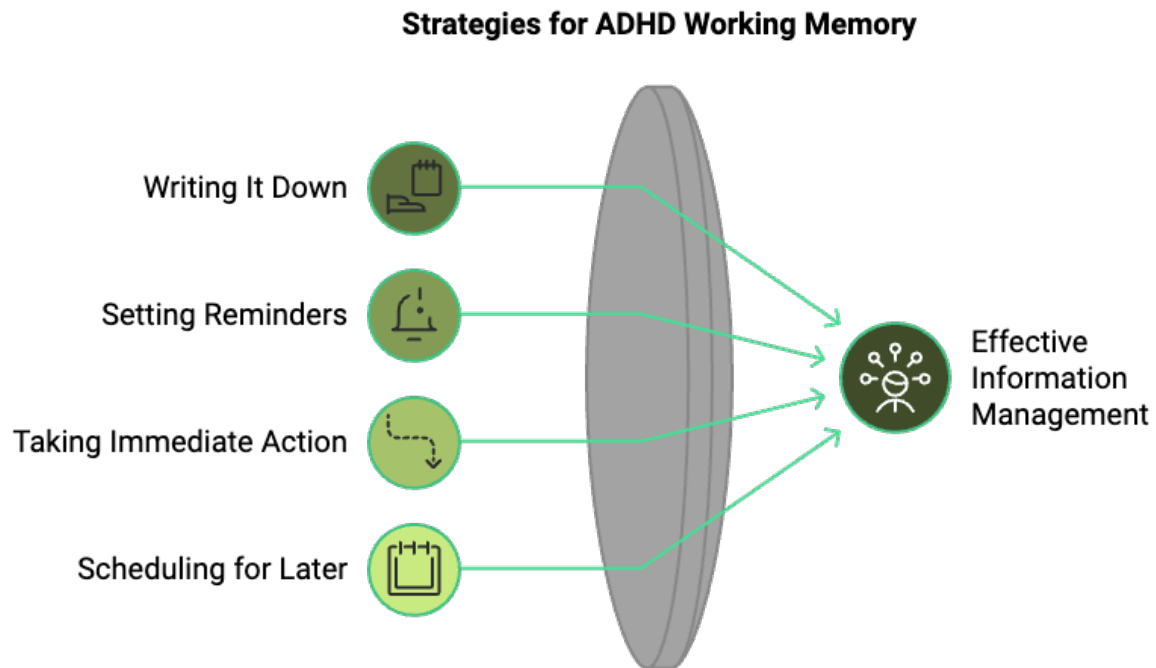 Strategies for ADHD Working Memory
Writing It Down
Setting Reminders
Taking Immediate Action
Scheduling for Later
Effective
Information
Management